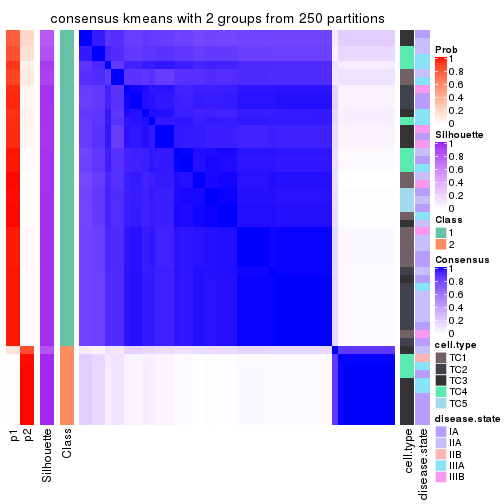 consensus kmeans with 2 groups from 250 partitions
p1
p2
Silhouette
Class
cell.type
disease.state
Prob
1
0.8
0.6
0.4
0.2
0
Silhouette
1
0.8
0.6
0.4
0.2
0
Class
1
2
Consensus
1
0.8
0.6
0.4
0.2
0
cell.type
TC1
TC2
TC3
TC4
TC5
disease.state
IA
IIA
IIB
IIIA
IIIB